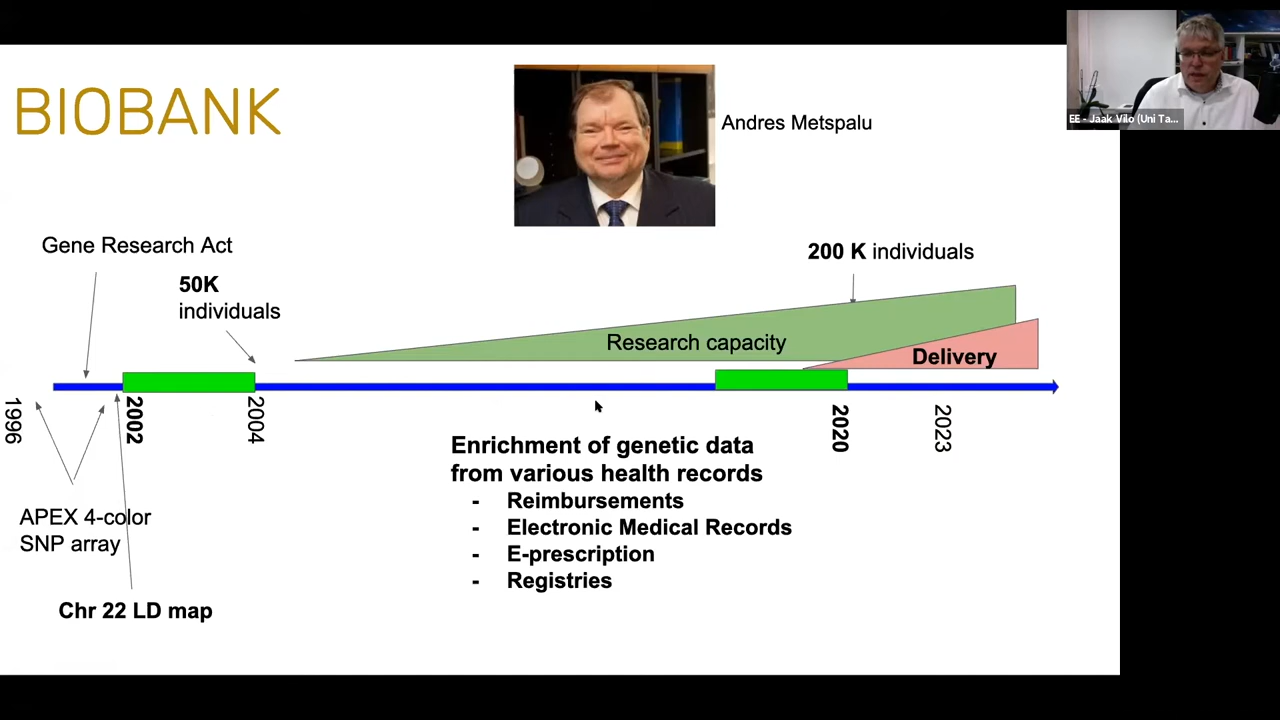 BIOBANK
Andres Metspalu
EE - Jaak Vilo (Uni Ta...
Gene Research Act
50K
individuals
200 K individuals
Research capacity
Delivery
1996
2002
2004
2020
2023
Enrichment of genetic data
from various health records
- Reimbursements
- Electronic Medical Records
- E-prescription
- Registries
APEX 4-color
SNP array
Chr 22 LD map